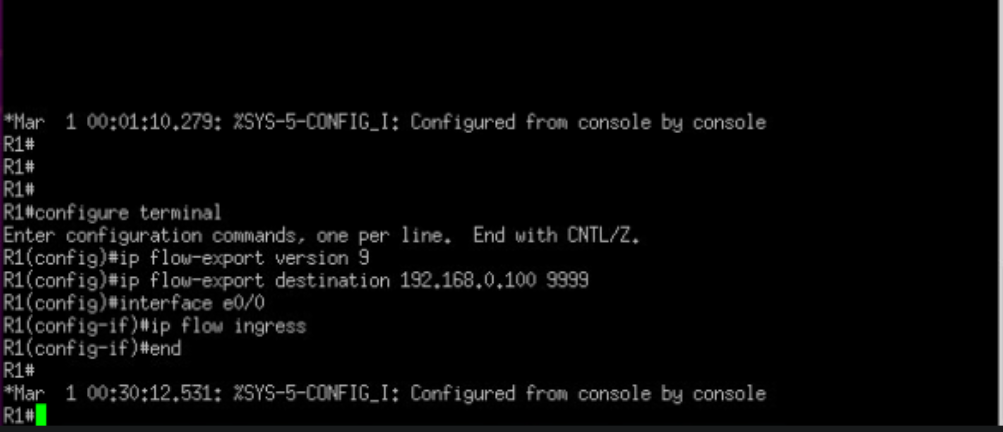 *Mar  1 00:01:10.279: %SYS-5-CONFIG_I: Configured from console by console
R1#
R1#
R1#
R1#configure terminal
Enter configuration commands, one per line.  End with CNTL/Z.
R1(config)#ip flow-export version 9
R1(config)#ip flow-export destination 192.168.0.100 9999
R1(config)#interface e0/0
R1(config-if)#ip flow ingress
R1(config-if)#end
R1#
*Mar  1 00:30:12.531: %SYS-5-CONFIG_I: Configured from console by console
R1#